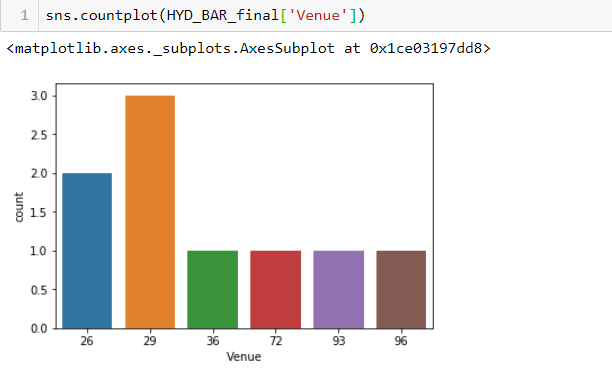 1 sns.countplot(HYD_BAR_final['Venue'])
<matplotlib.axes._subplots.AxesSubplot at 0x1ce03197dd8>
3.0
2.5
2.0
1.5
1.0
0.5
0.0
count
26 29 36 72 93 96
Venue